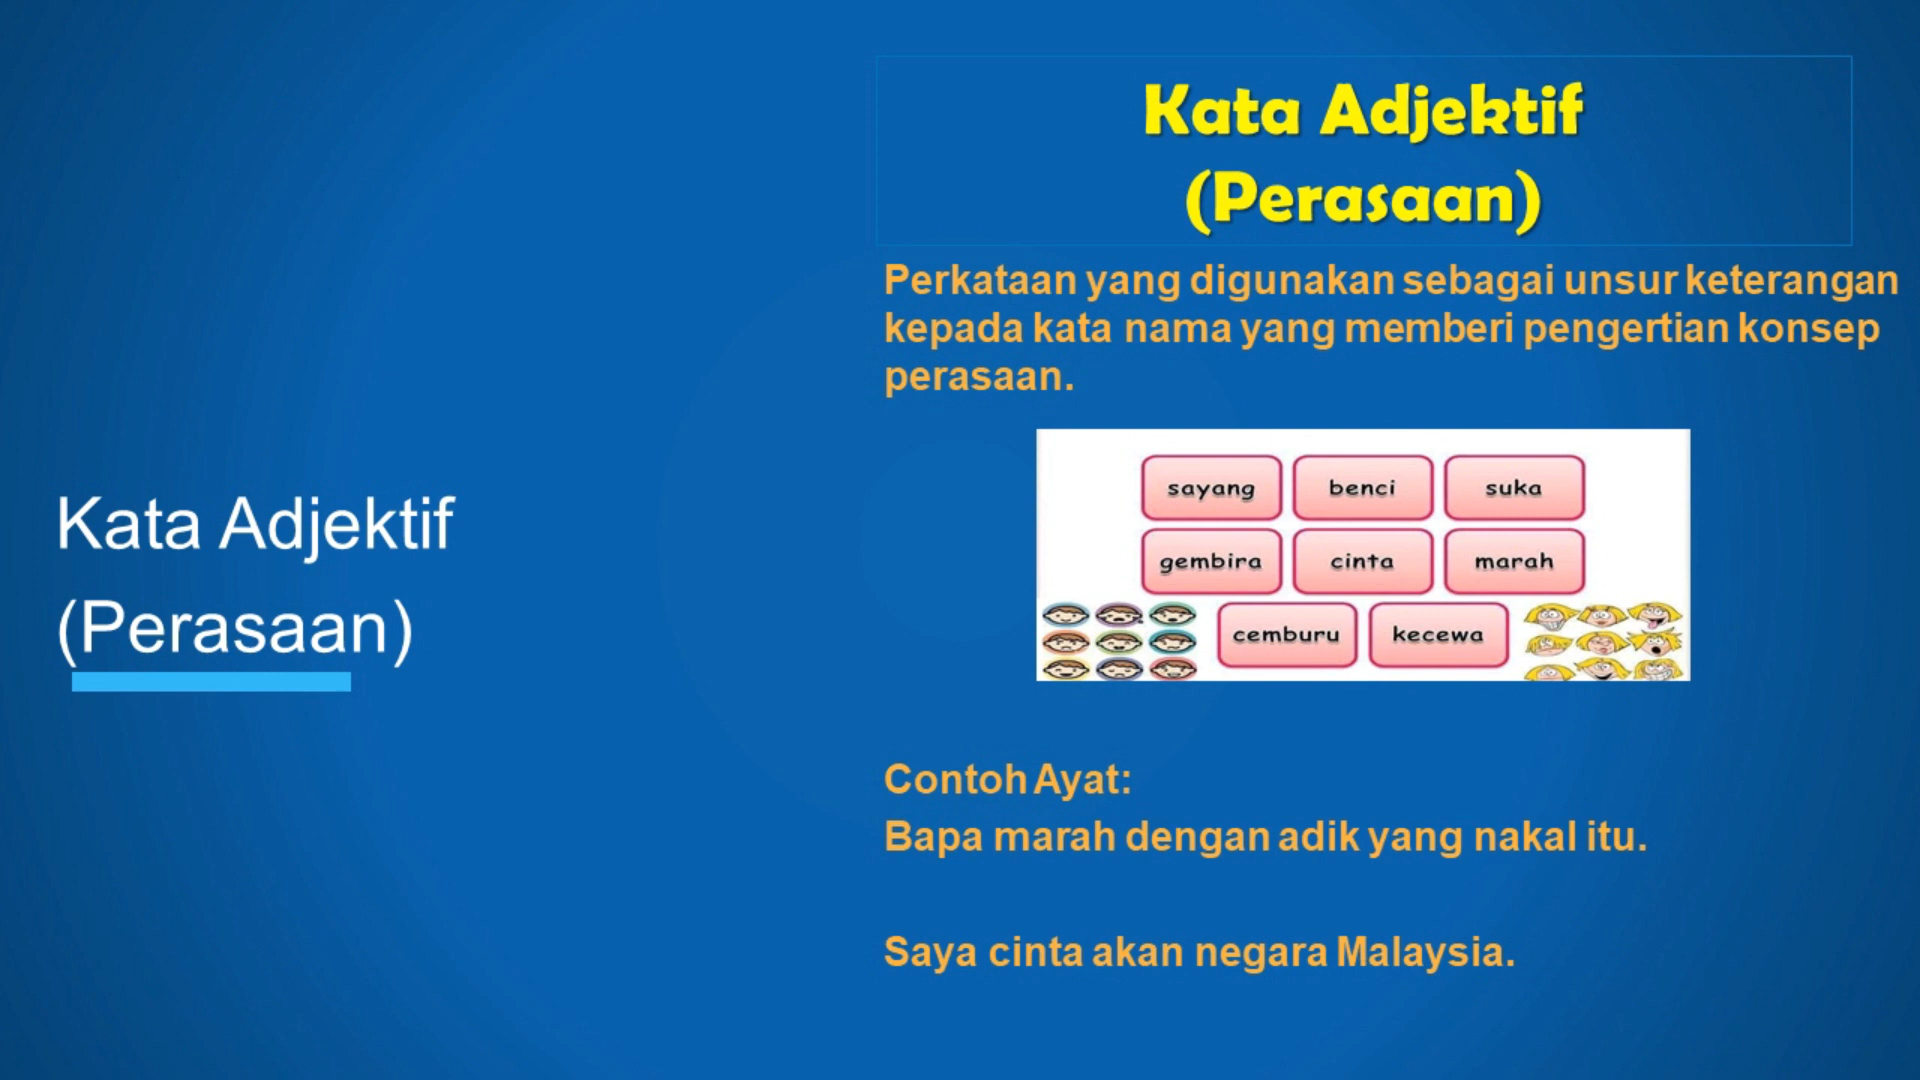 Kata Adjektif
(Perasaan)
Kata Adjektif
(Perasaan)
Perkataan yang digunakan sebagai unsur keterangan
kepada kata nama yang memberi pengertian konsep
perasaan.
sayang benci suka
gembira cinta marah
cemburu kecewa
Contoh Ayat:
Bapa marah dengan adik yang nakal itu.
Saya cinta akan negara Malaysia.